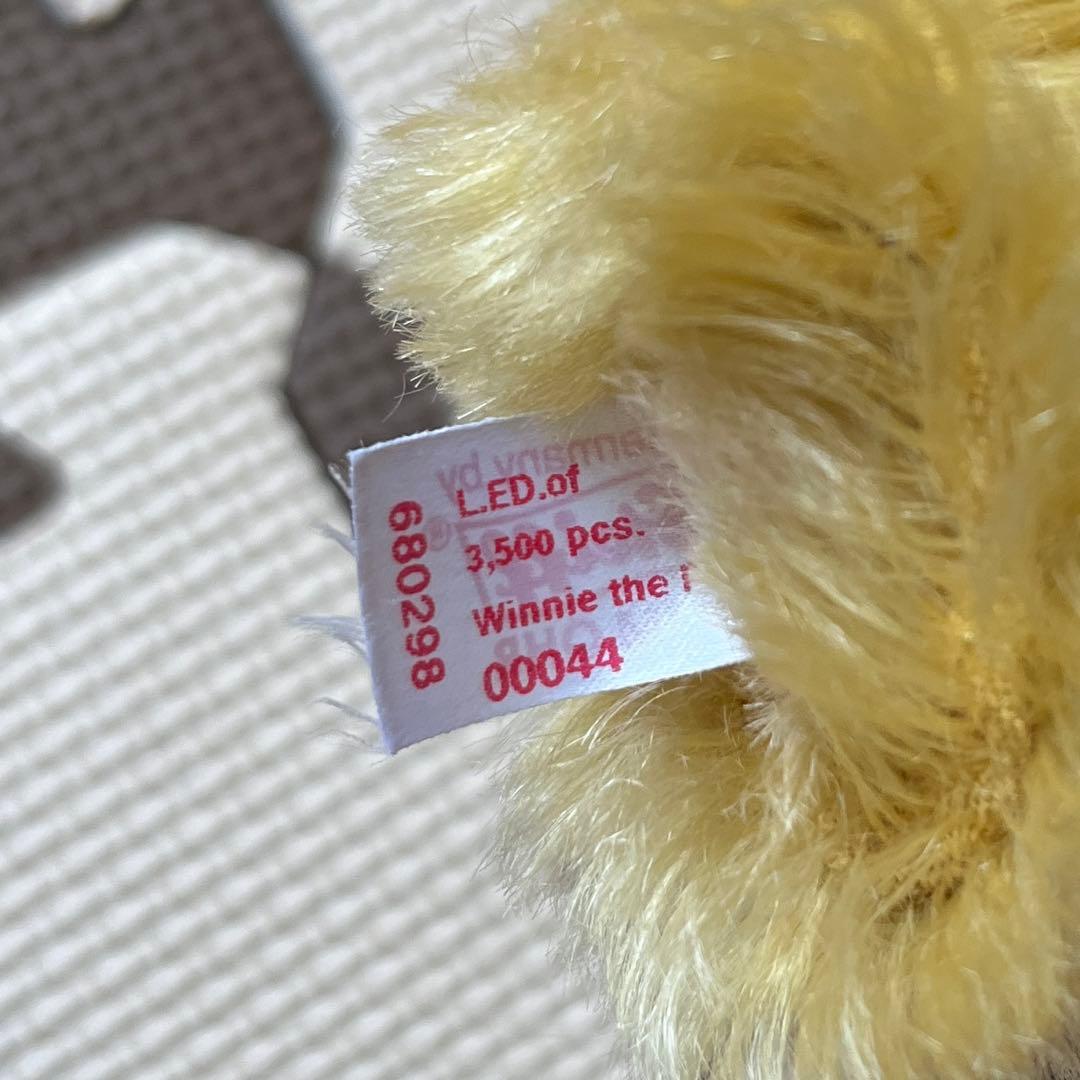 L.ED.of
3,500 pcs.
Winnie the
00044
680298